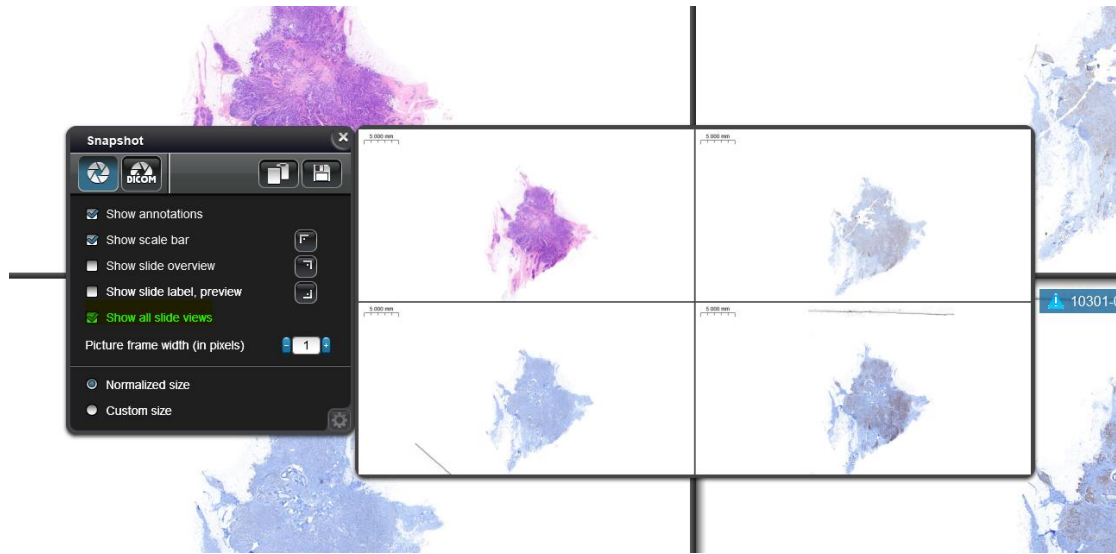 Snapshot
DICOM
Show annotations
Show scale bar
Show slide overview
Show slide label, preview
Show all slide views
Picture frame width (in pixels)
1
Normalized size
Custom size
5 000 mm
5 000 mm
5 000 mm
5 000 mm
10301-0